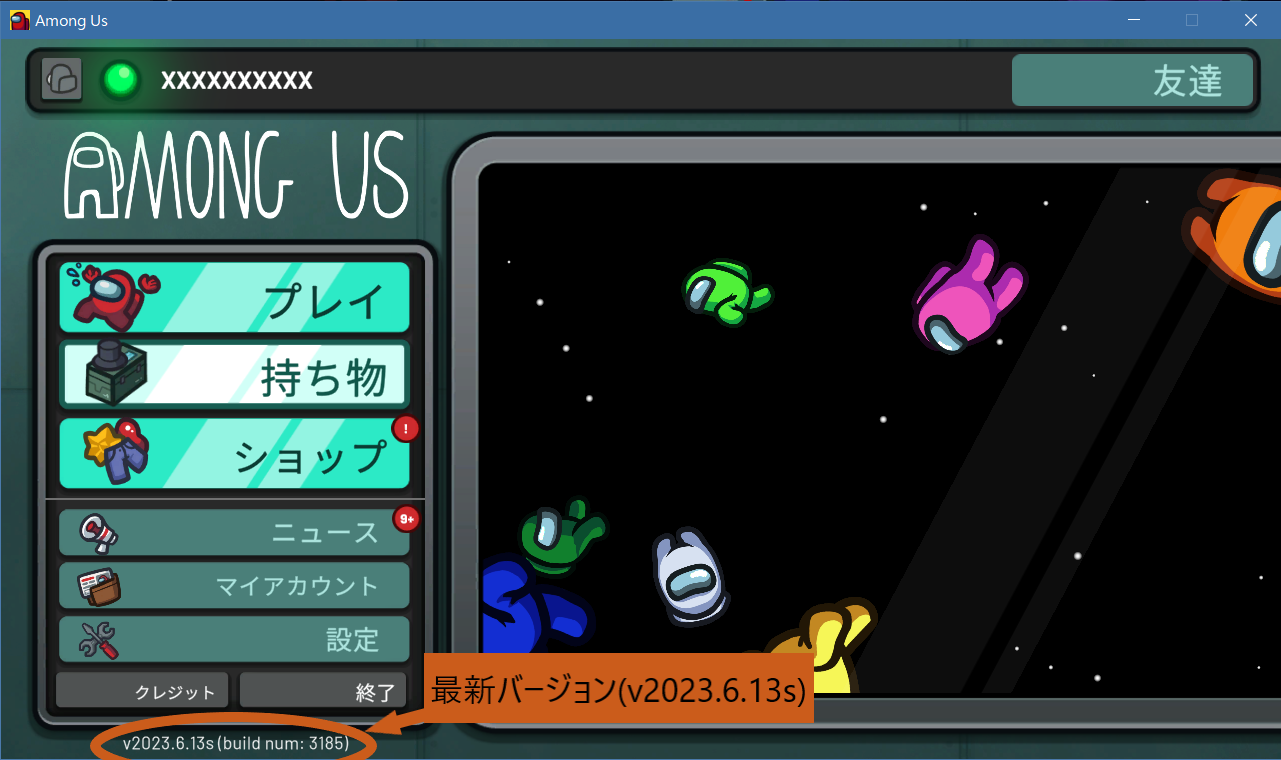 Among Us
xxxxxxxxxx
友達
AMONG US
プレイ
持ち物
ショップ
!
ニュース
9+
マイアカウント
設定
クレジット
終了
最新バージョン(v2023.6.13s)
v2023.6.13s (build num: 3185)